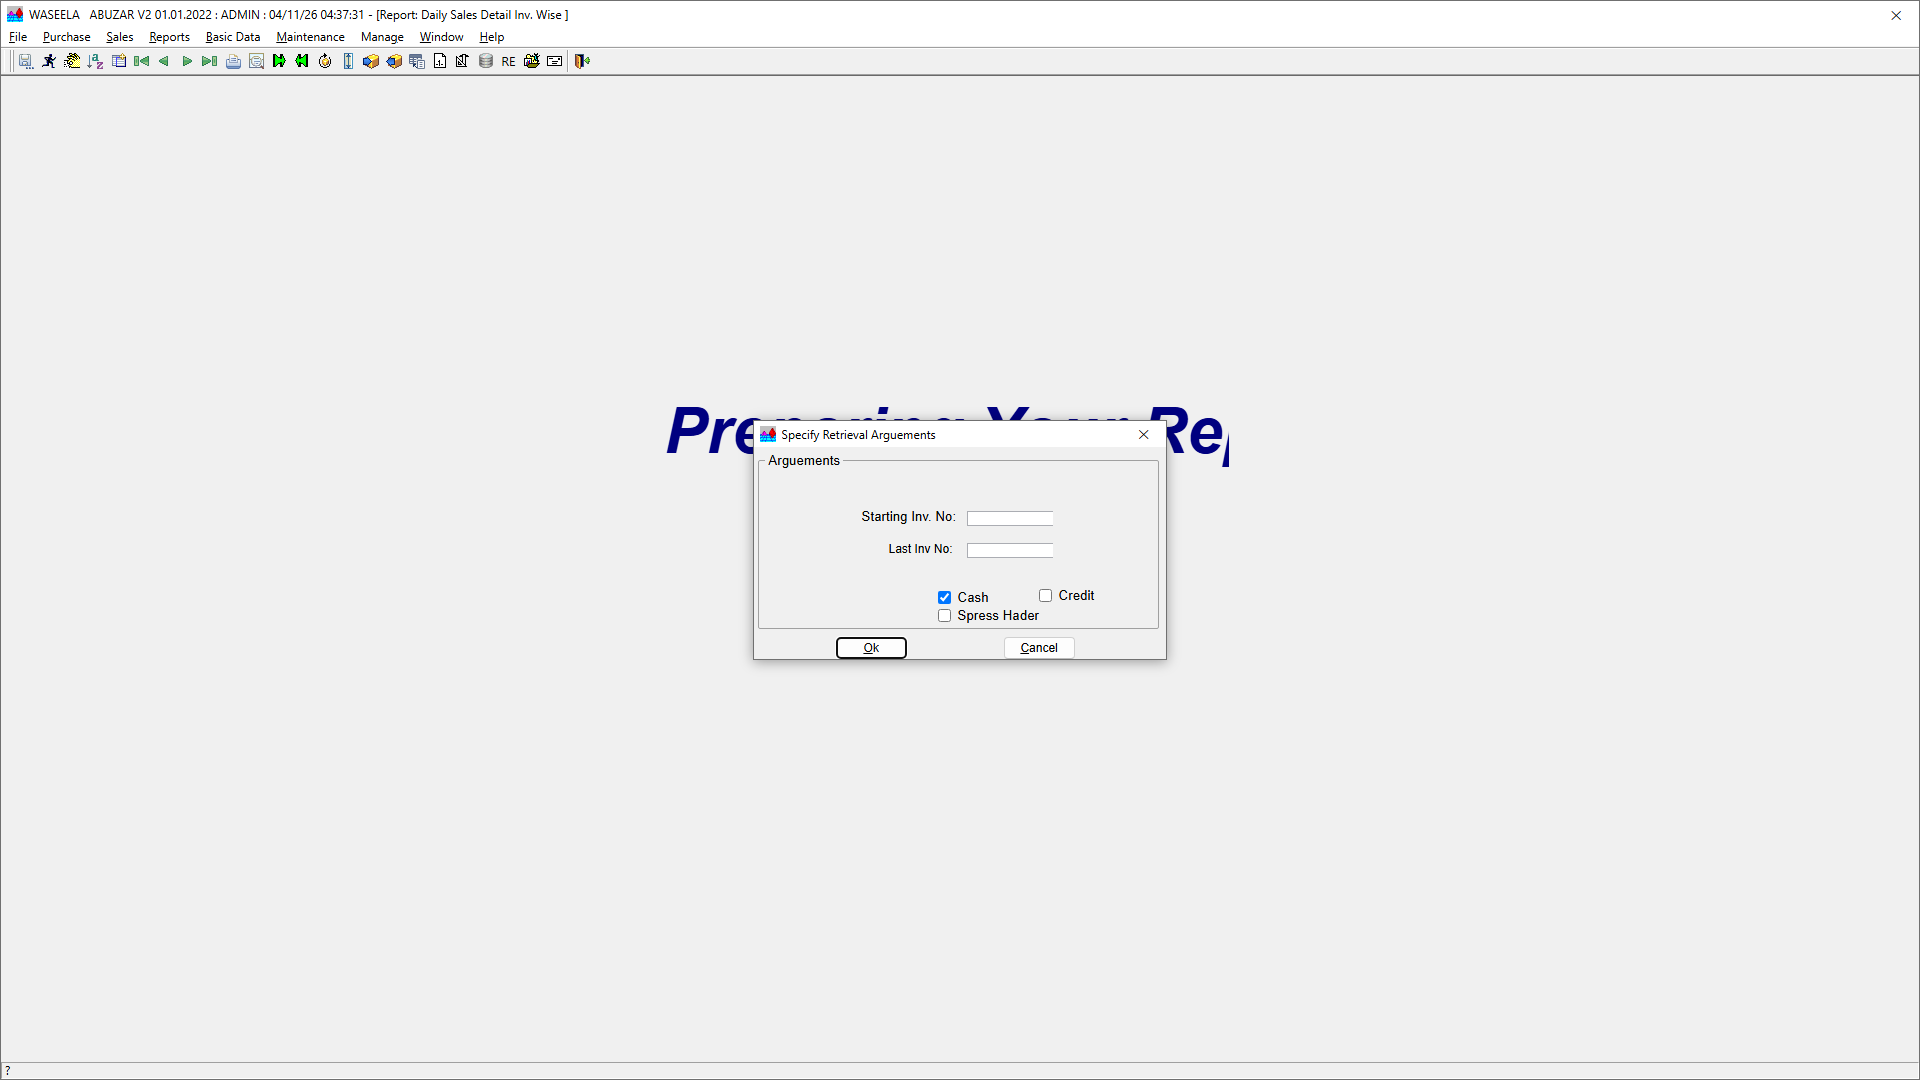 WASEELA ABUZAR V2 01.01.2022 : ADMIN : 04/11/26 04:37:31 - [Report: Daily Sales Detail Inv. Wise ]
File Purchase Sales Reports Basic Data Maintenance Manage Window Help
RE
Specify Retrieval Arguements
Arguements
Starting Inv. No:
Last Inv No:
Cash
Credit
Spress Hader
Ok
Cancel
?